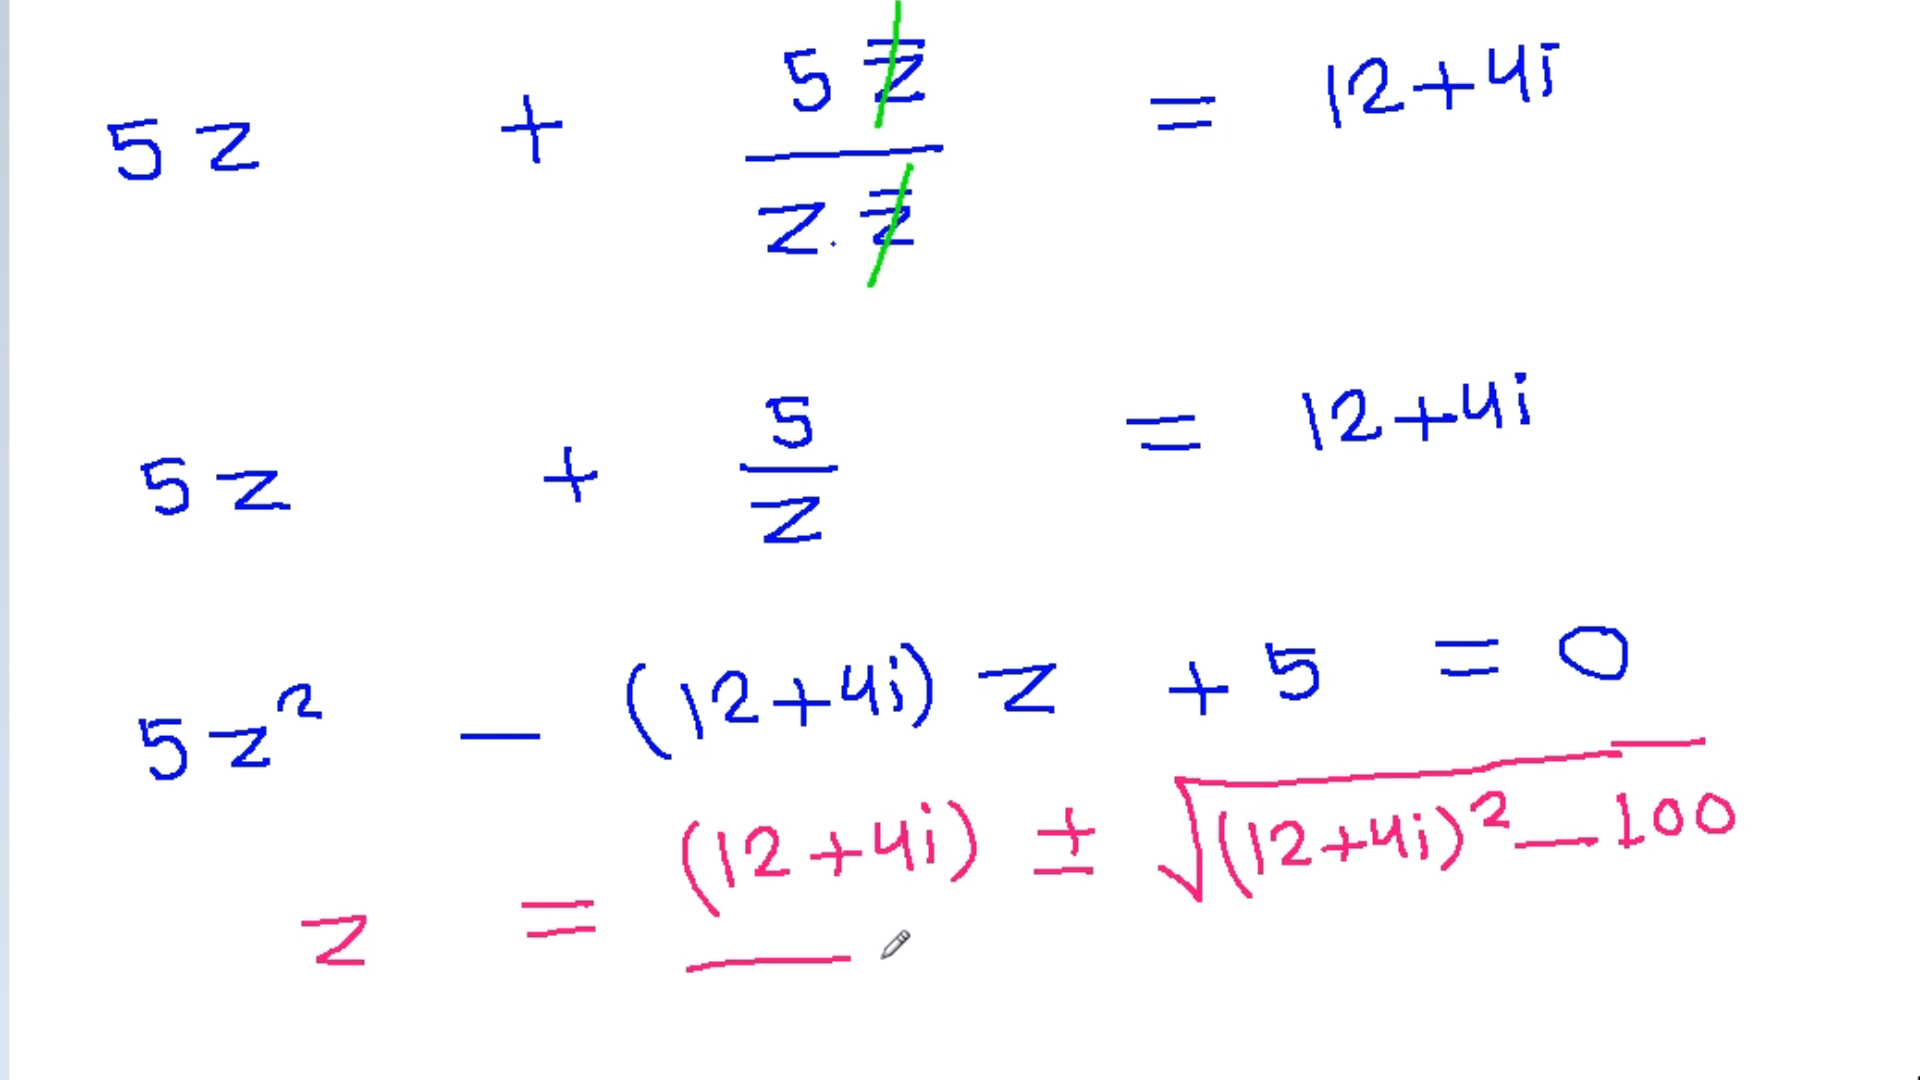 5z + 5z̿ / z.z̿ = 12+4i
5z + 5/z = 12+4i
5z² − (12+4i) z + 5 = 0
z = (12+4i) ± √(12+4i)² − 100